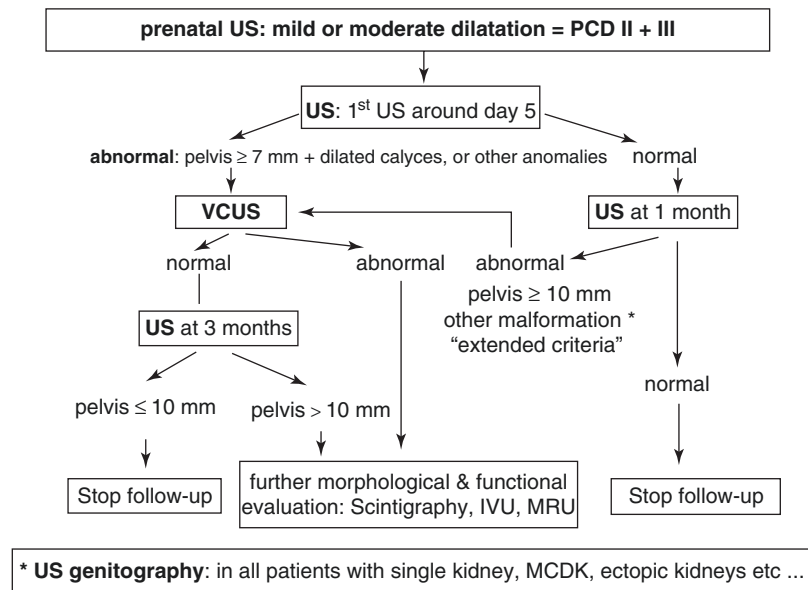 prenatal US: mild or moderate dilatation = PCD II + III
US: 1st US around day 5
abnormal: pelvis ≥ 7 mm + dilated calyces, or other anomalies
normal
VCUS
US at 1 month
normal
abnormal
abnormal
pelvis ≥ 10 mm
other malformation *
“extended criteria”
US at 3 months
normal
pelvis ≤ 10 mm
pelvis > 10 mm
Stop follow-up
further morphological & functional
evaluation: Scintigraphy, IVU, MRU
Stop follow-up
* US genitography: in all patients with single kidney, MCDK, ectopic kidneys etc ...